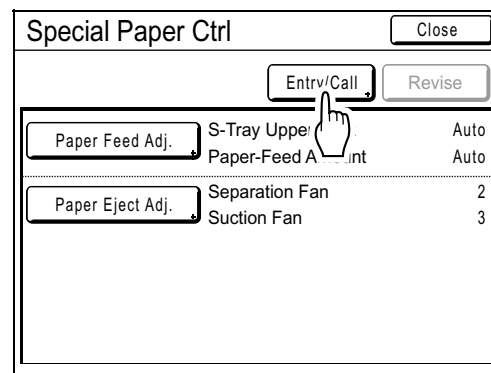 Special Paper Ctrl Close
Entry/Call Revise
Paper Feed Adj. S-Tray Upper Auto
Paper-Feed Amount Auto
Paper Eject Adj. Separation Fan 2
Suction Fan 3